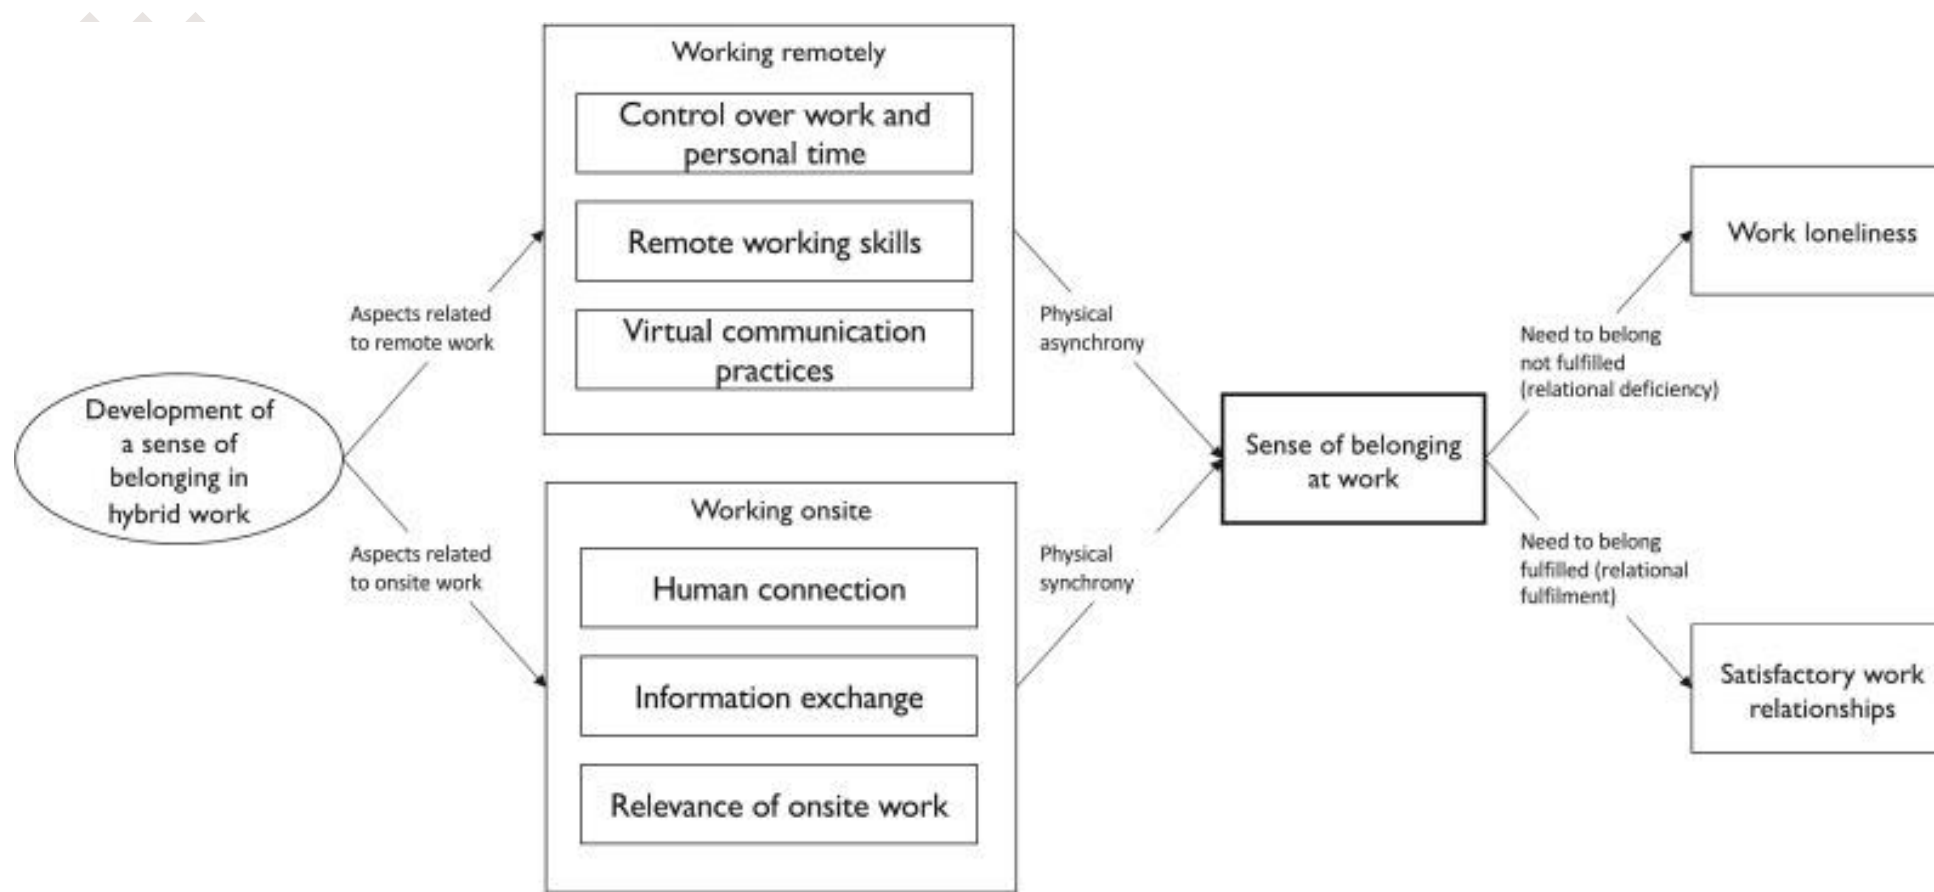 Development of
a sense of
belonging in
hybrid work
Aspects related
to remote work
Aspects related
to onsite work
Working remotely
Control over work and
personal time
Remote working skills
Virtual communication
practices
Working onsite
Human connection
Information exchange
Relevance of onsite work
Physical
asynchrony
Physical
synchrony
Sense of belonging
at work
Need to belong
not fulfilled
(relational deficiency)
Need to belong
fulfilled (relational
fulfilment)
Work loneliness
Satisfactory work
relationships